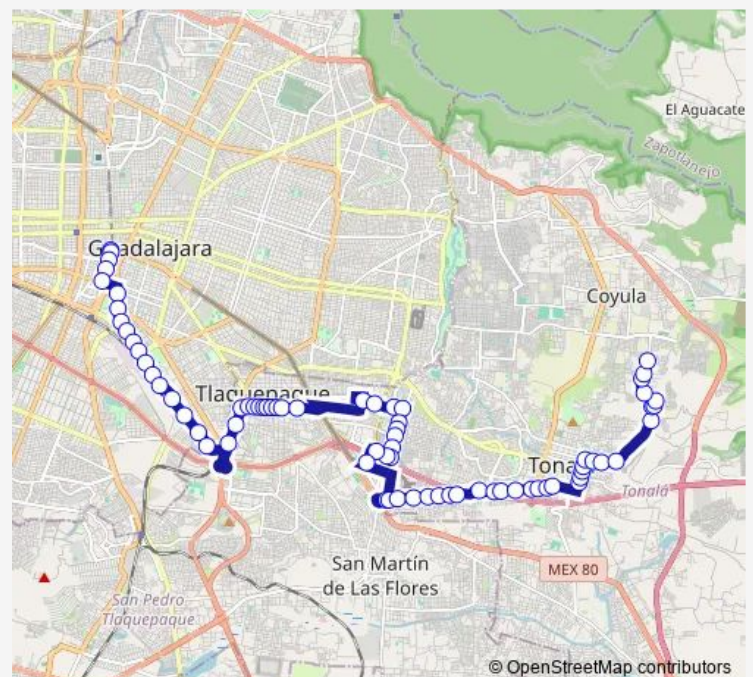 El Aguacate
Zapotlanejo
Guadalajara
Coyula
Tlaquepaque
Tona
Tonalá
San Martín
de Las Flores
MEX 80
San Pedro
Tlaquepaque
© OpenStreetMap contributors